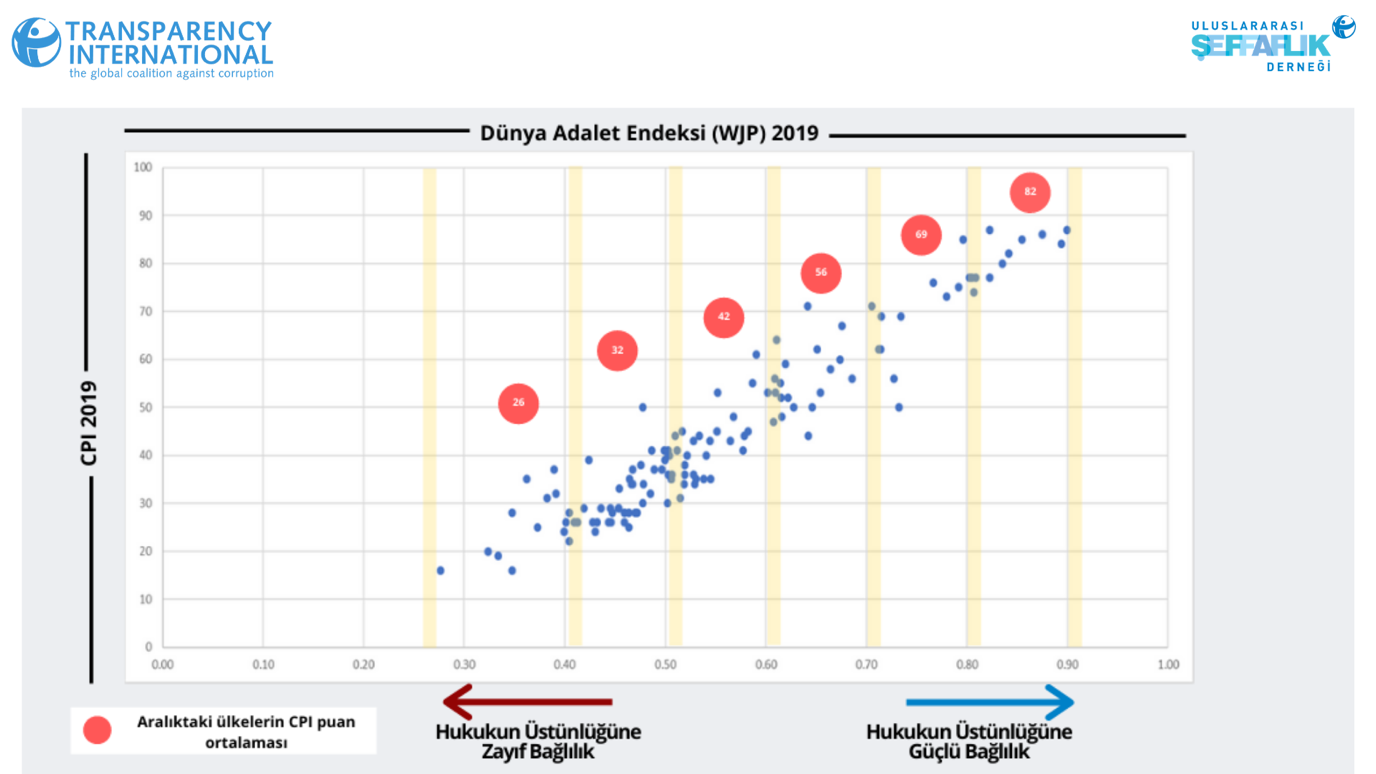 TRANSPARENCY
INTERNATIONAL
the global coalition against corruption
ULUSLARARASI
ŞEFFAFLIK
DERNEĞİ
Dünya Adalet Endeksi (WJP) 2019
CPI 2019
100
90
80
70
60
50
40
30
20
10
0
0.00 0.10 0.20 0.30 0.40 0.50 0.60 0.70 0.80 0.90 1.00
26
32
42
56
69
82
Aralıktaki ülkelerin CPI puan
ortalaması
Hukukun Üstünlüğüne
Zayıf Bağlılık
Hukukun Üstünlüğüne
Güçlü Bağlılık